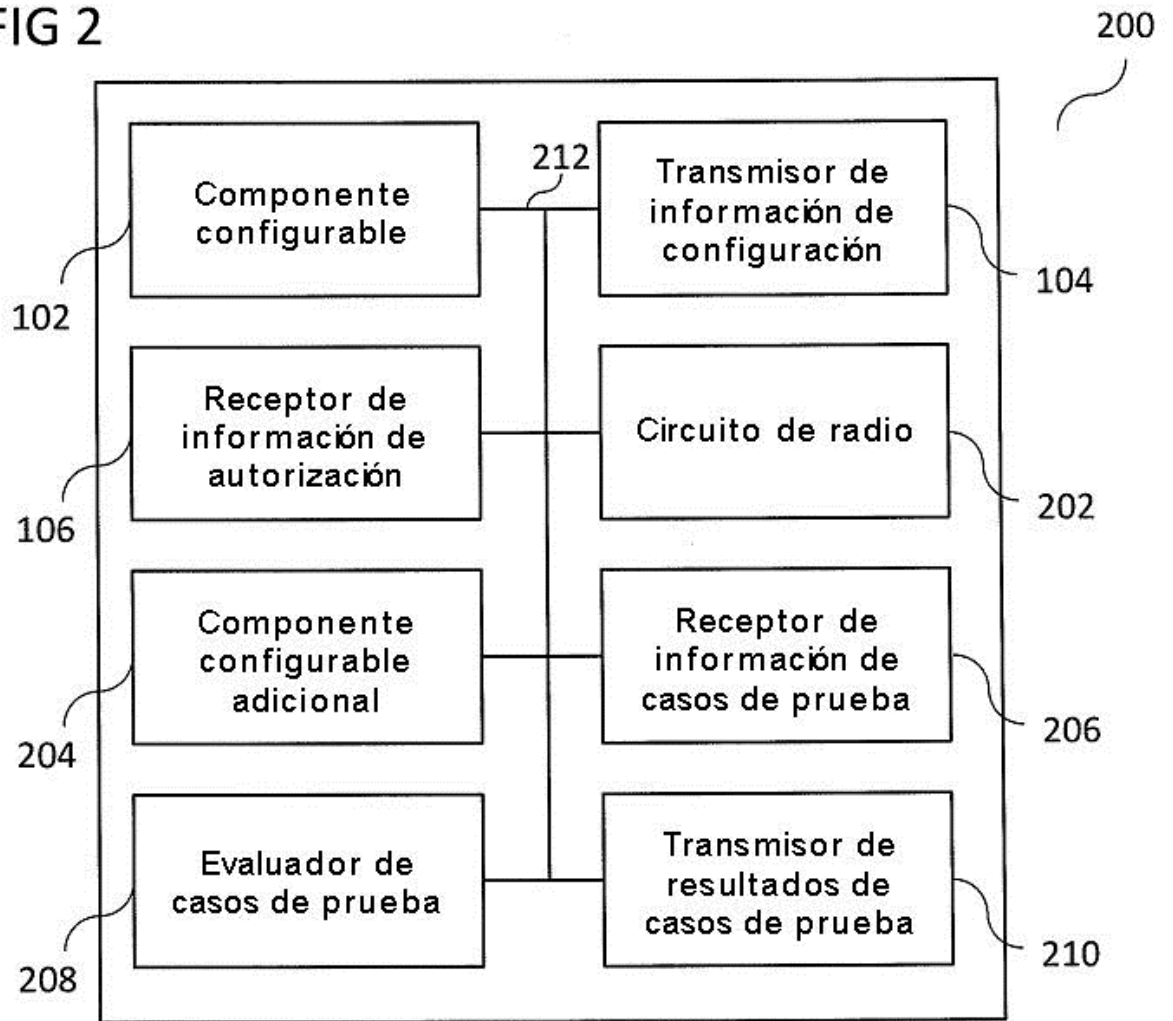 FIG 2
200
Componente
configurable
102
212
Transmisor de
información de
configuración
104
Receptor de
información de
autorización
106
Circuito de radio
202
Componente
configurable
adicional
204
Receptor de
información de
casos de prueba
206
Evaluador de
casos de prueba
208
Transmisor de
resultados de
casos de prueba
210